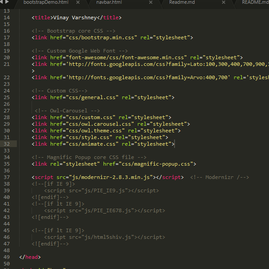 bootstrapDemo.html
navbar.html
Readme.md
README.md
13
14 <title>Vinay Varshney</title>
15
16 <!-- Bootstrap core CSS -->
17 <link href="css/bootstrap.min.css" rel="stylesheet">
18
19 <!-- Custom Google Web Font -->
20 <link href="font-awesome/css/font-awesome.min.css" rel="stylesheet">
21 <link href='http://fonts.googleapis.com/css?family=Lato:100,300,400,700,900,
>
22 <link href='http://fonts.googleapis.com/css?family=Arvo:400,700' rel='styles
23
24 <!-- Custom CSS-->
25 <link href="css/general.css" rel="stylesheet">
26
27 <!-- Owl-Carousel -->
28 <link href="css/custom.css" rel="stylesheet">
29 <link href="css/owl.carousel.css" rel="stylesheet">
30 <link href="css/owl.theme.css" rel="stylesheet">
31 <link href="css/style.css" rel="stylesheet">
32 <link href="css/animate.css" rel="stylesheet">
33
34 <!-- Magnific Popup core CSS file -->
35 <link rel="stylesheet" href="css/magnific-popup.css">
36
37 <script src="js/modernizr-2.8.3.min.js"></script> <!-- Modernizr /-->
38 <!--[if IE 9]>
39 <script src="js/PIE_IE9.js"></script>
40 <![endif]-->
41 <!--[if lt IE 9]>
42 <script src="js/PIE_IE678.js"></script>
43 <![endif]-->
44
45 <!--[if lt IE 9]>
46 <script src="js/html5shiv.js"></script>
47 <![endif]-->
48
49 </head>
50